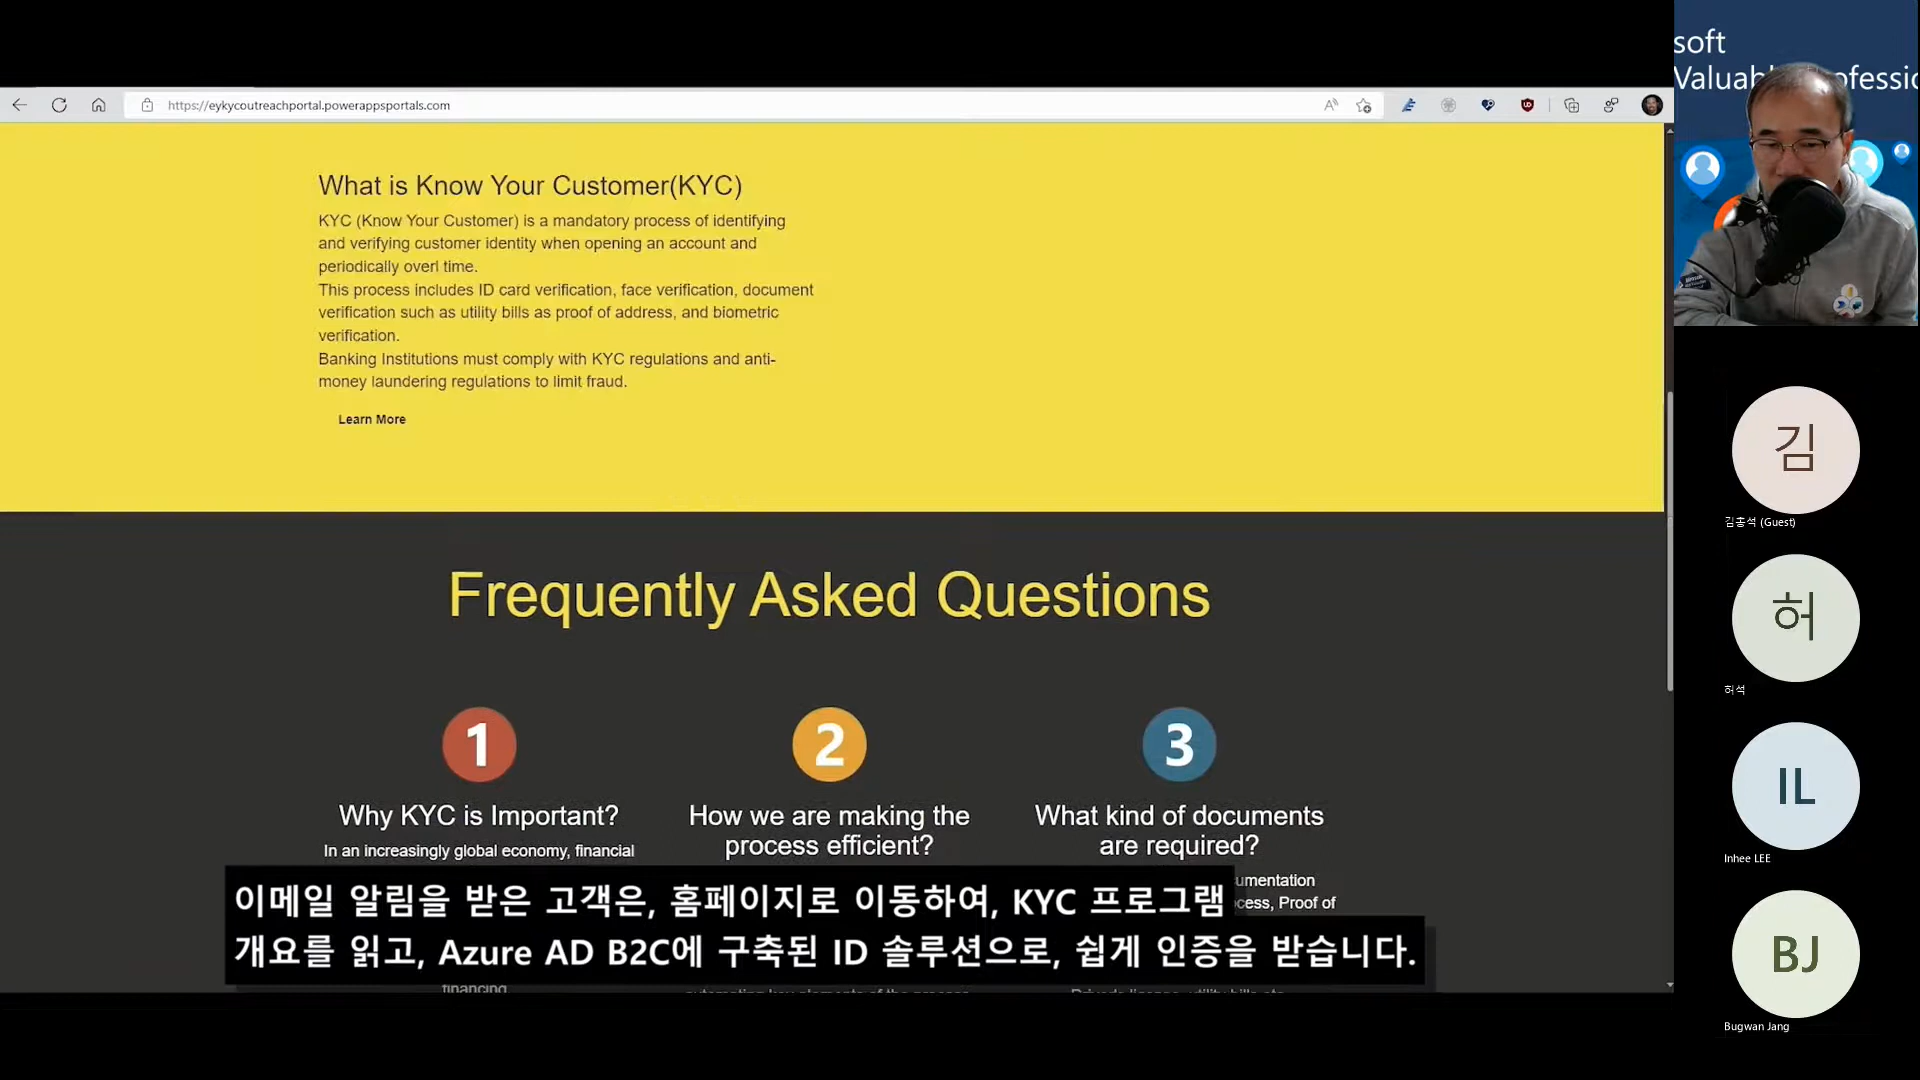 https://eykycoutreachportal.powerappsportals.com
What is Know Your Customer(KYC)
KYC (Know Your Customer) is a mandatory process of identifying
and verifying customer identity when opening an account and
periodically overl time.
This process includes ID card verification, face verification, document
verification such as utility bills as proof of address, and biometric
verification.
Banking Institutions must comply with KYC regulations and anti-
money laundering regulations to limit fraud.
Learn More
Frequently Asked Questions
1
2
3
Why KYC is Important?
In an increasingly global economy, financial
How we are making the
process efficient?
What kind of documents
are required?
umentation
cess, Proof of
이메일 알림을 받은 고객은, 홈페이지로 이동하여, KYC 프로그램
개요를 읽고, Azure AD B2C에 구축된 ID 솔루션으로, 쉽게 인증을 받습니다.
financing
soft
Valuabl ofessic
김
김홍석 (Guest)
허
허석
IL
Inhee LEE
BJ
Bugwan Jang